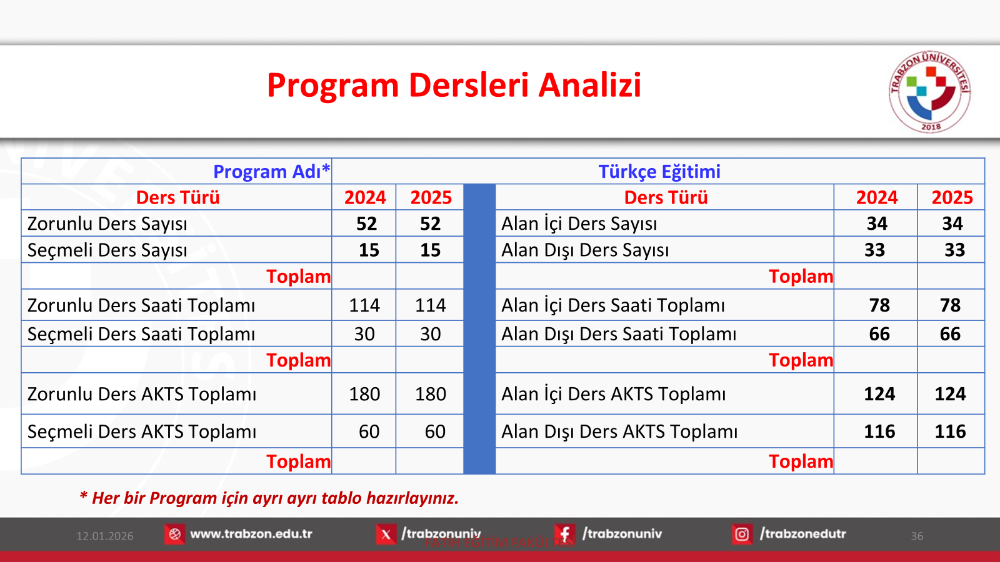 Program Dersleri Analizi
TRABZON ÜNİVERSİTESİ
2018
Program Adı* Türkçe Eğitimi
Ders Türü 2024 2025 Ders Türü 2024 2025
Zorunlu Ders Sayısı 52 52 Alan İçi Ders Sayısı 34 34
Seçmeli Ders Sayısı 15 15 Alan Dışı Ders Sayısı 33 33
Toplam Toplam
Zorunlu Ders Saati Toplamı 114 114 Alan İçi Ders Saati Toplamı 78 78
Seçmeli Ders Saati Toplamı 30 30 Alan Dışı Ders Saati Toplamı 66 66
Toplam Toplam
Zorunlu Ders AKTS Toplamı 180 180 Alan İçi Ders AKTS Toplamı 124 124
Seçmeli Ders AKTS Toplamı 60 60 Alan Dışı Ders AKTS Toplamı 116 116
Toplam Toplam
* Her bir Program için ayrı ayrı tablo hazırlayınız.
12.01.2026 www.trabzon.edu.tr /trabzonuniv /trabzonuniv /trabzonedutr 36
FATİH EĞİTİM FAKÜLTESİ